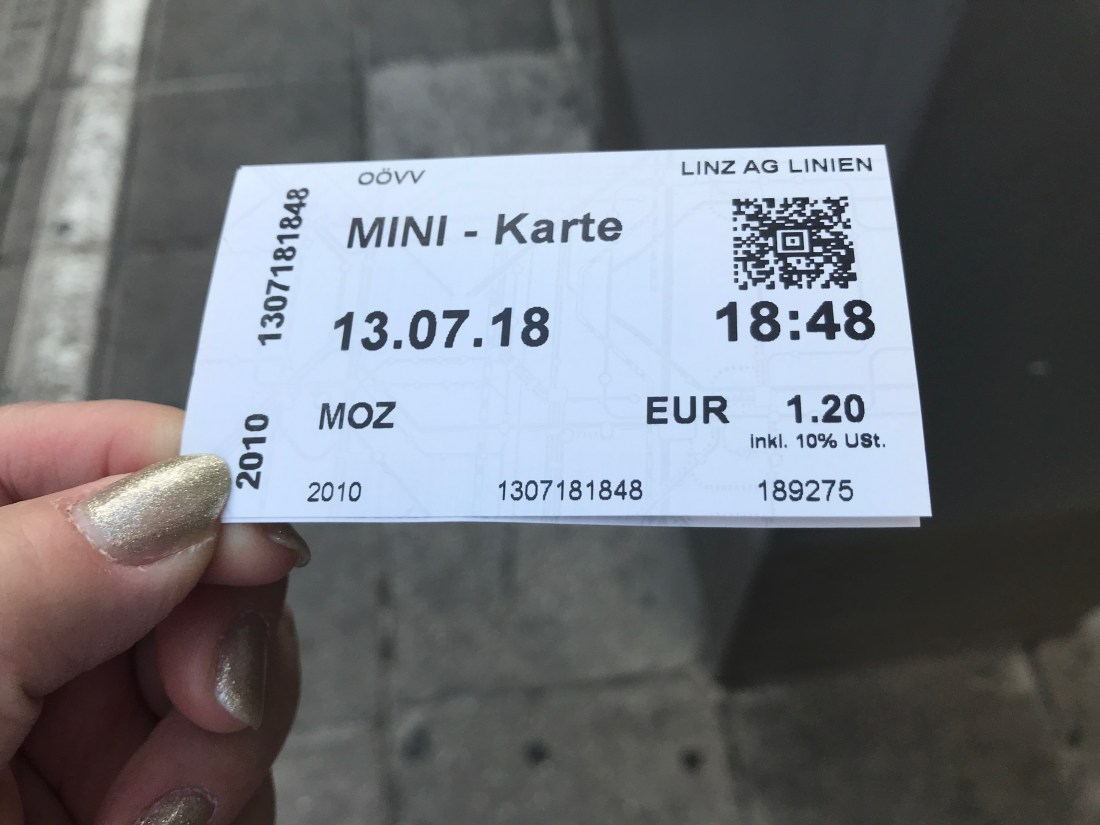 OÖVV
LINZ AG LINIEN
MINI - Karte
13.07.18
18:48
MOZ
EUR 1.20
inkl. 10% USt.
2010
1307181848
189275
1307181848
2010